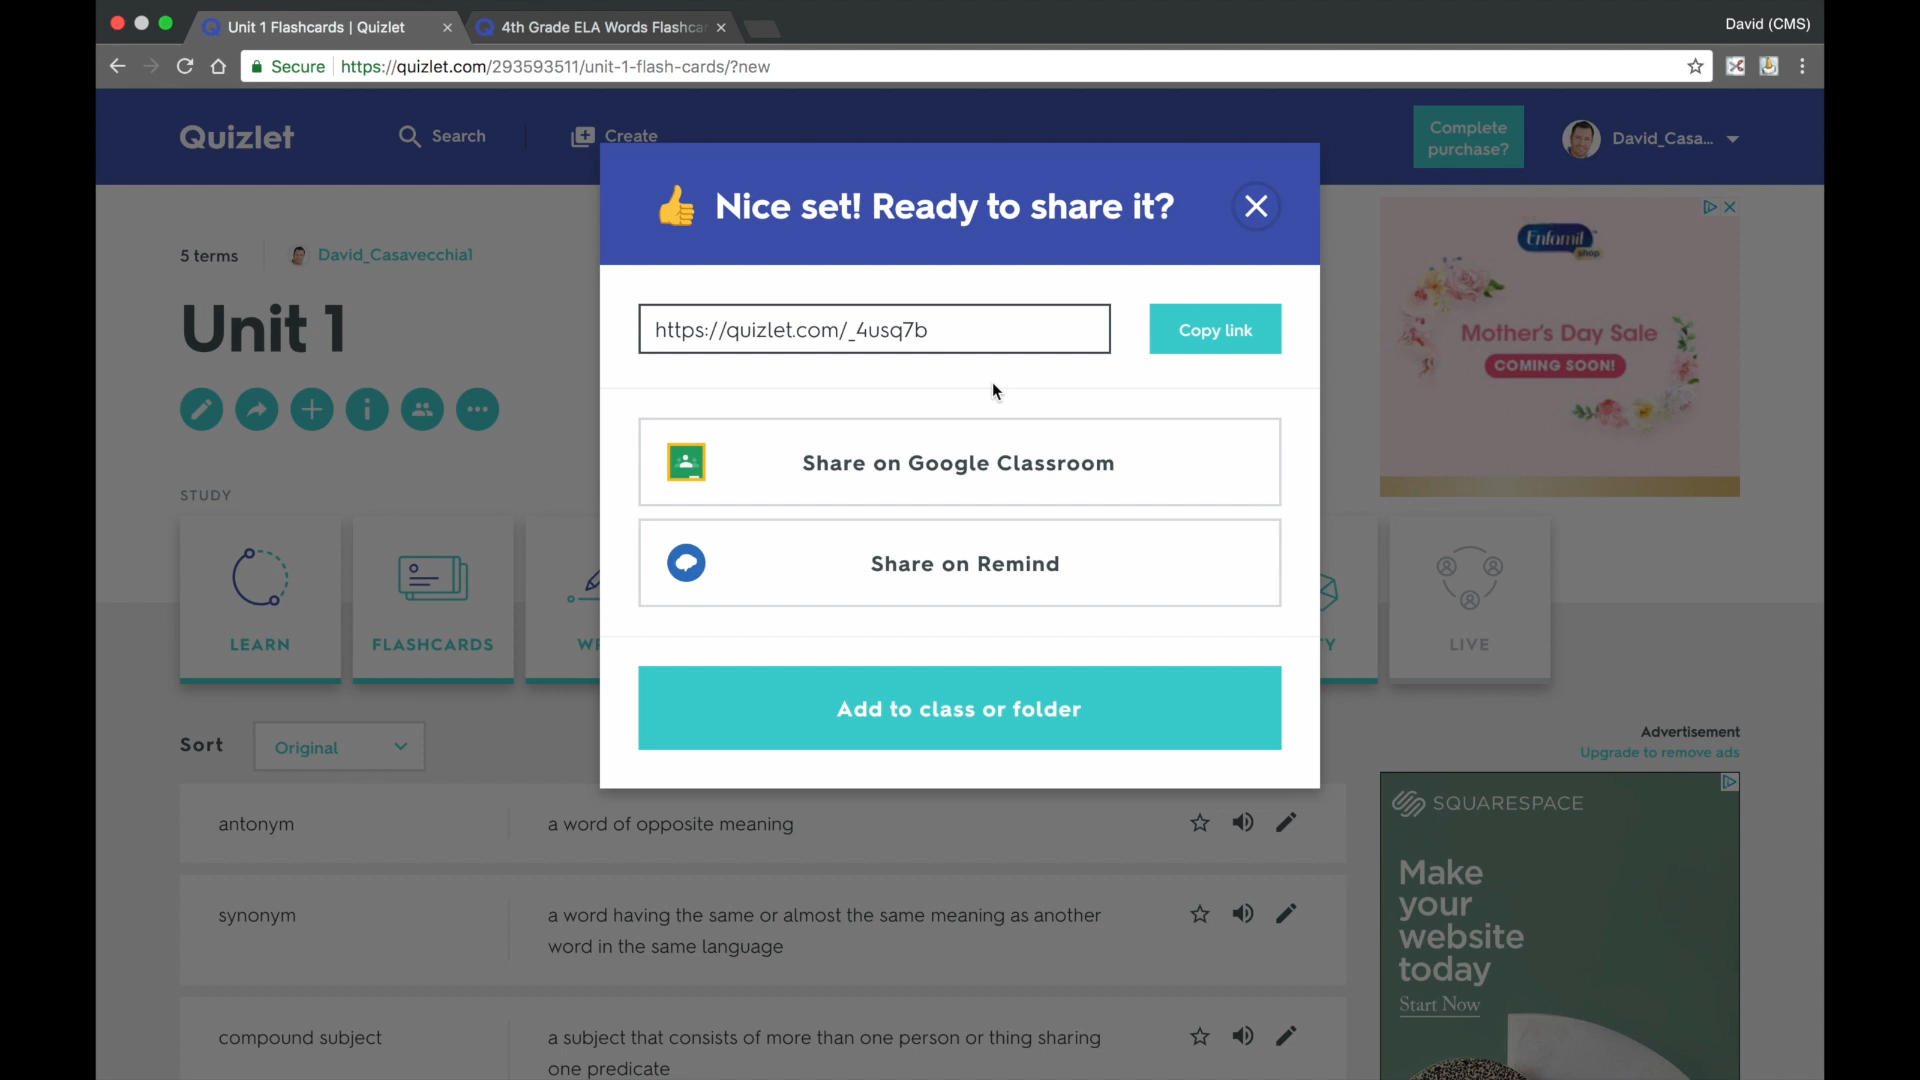 Unit 1 Flashcards | Quizlet
4th Grade ELA Words Flashca
David (CMS)
Secure
https://quizlet.com/293593511/unit-1-flash-cards/?new
Quizlet
Search
Create
Complete
purchase?
David_Casa...
👍 Nice set! Ready to share it?
5 terms
David_Casavecchia1
Unit 1
https://quizlet.com/_4usq7b
Copy link
Enfamil
shop
Mother's Day Sale
COMING SOON!
Share on Google Classroom
Share on Remind
STUDY
LEARN
FLASHCARDS
WR
TY
LIVE
Add to class or folder
Sort
Original
Advertisement
Upgrade to remove ads
antonym
a word of opposite meaning
synonym
a word having the same or almost the same meaning as another
word in the same language
compound subject
a subject that consists of more than one person or thing sharing
one predicate
SQUARESPACE
Make
your
website
today
Start Now